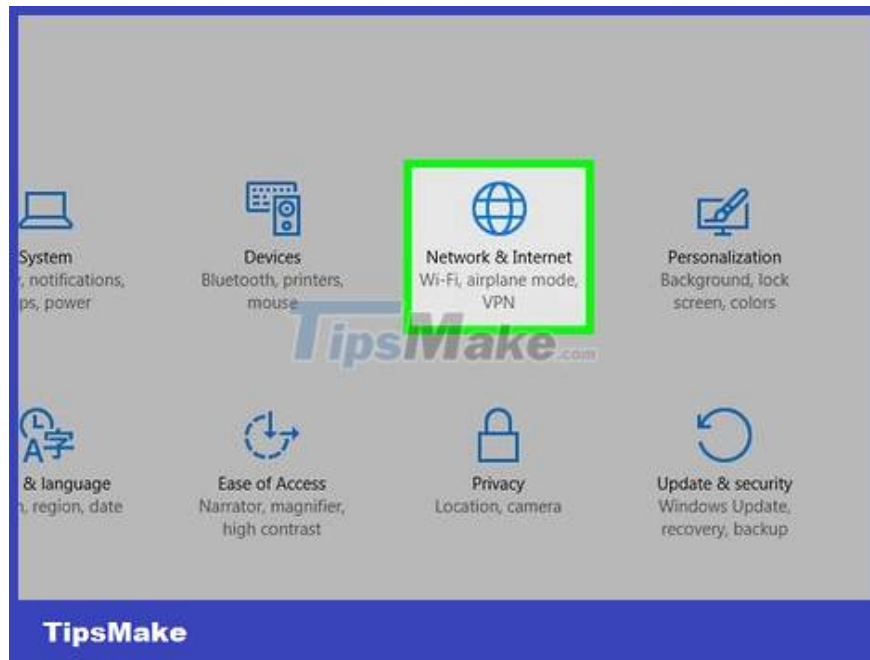 System
Devices
Network & Internet
Personalization
, notifications,
Bluetooth, printers,
Wi-Fi, airplane mode,
Background, lock
ps, power
mouse
VPN
screen, colors
TipsMake.com
A字
& language
Ease of Access
Privacy
Update & security
, region, date
Narrator, magnifier,
Location, camera
Windows Update,
high contrast
recovery, backup
TipsMake